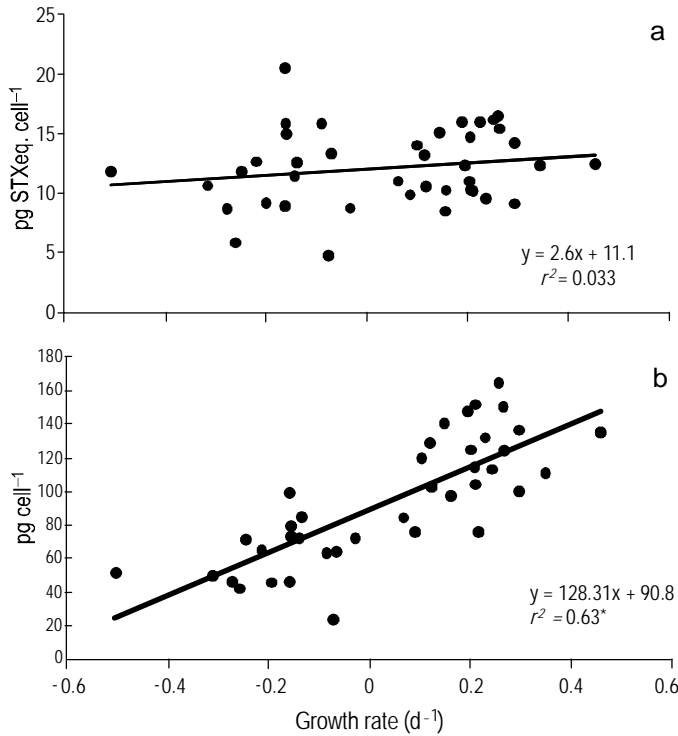 25
a
20
15
10
5
0
pg STXeq. cell⁻¹
y = 2.6x + 11.1
r² = 0.033
180
b
160
140
120
100
80
60
40
20
0
pg cell⁻¹
y = 128.31x + 90.8
r² = 0.63*
-0.6 -0.4 -0.2 0 0.2 0.4 0.6
Growth rate (d⁻¹)